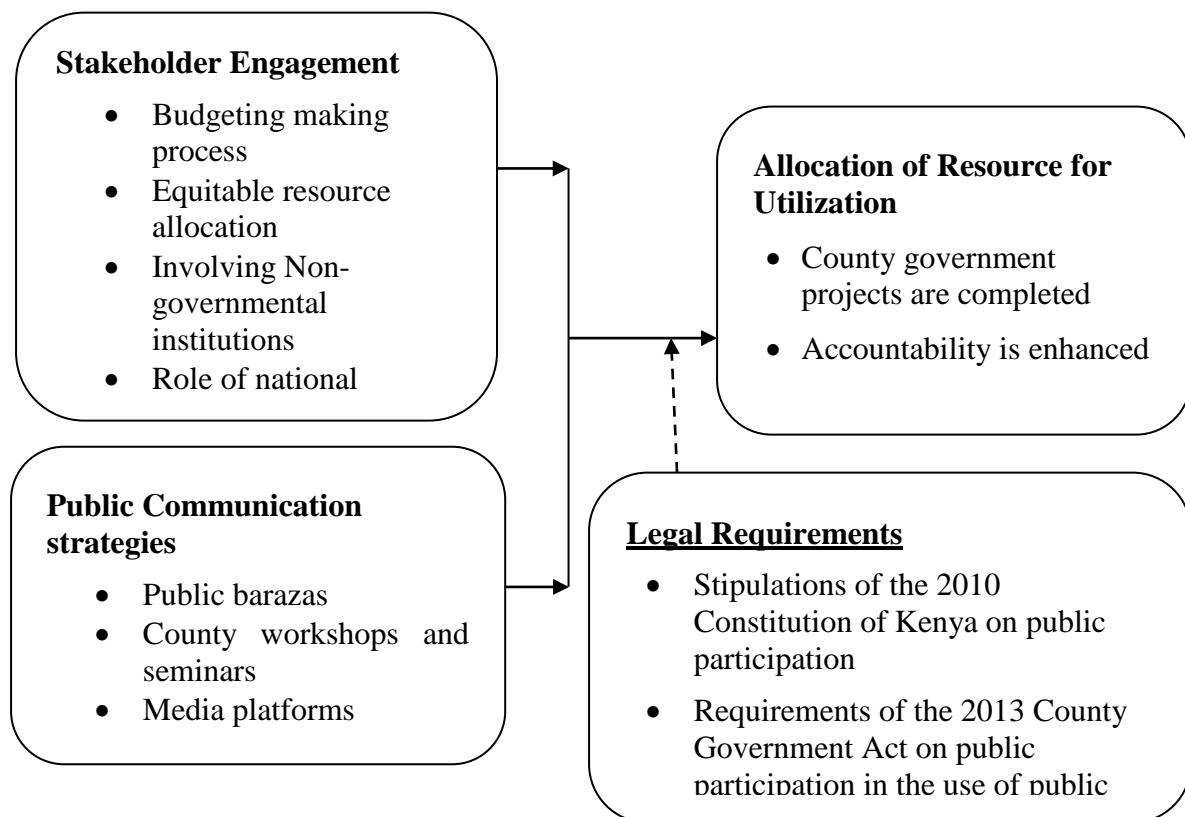 Stakeholder Engagement
• Budgeting making
process
• Equitable resource
allocation
• Involving Non-
governmental
institutions
• Role of national
Public Communication
strategies
• Public barazas
• County workshops and
seminars
• Media platforms
Allocation of Resource for
Utilization
• County government
projects are completed
• Accountability is enhanced
Legal Requirements
• Stipulations of the 2010
Constitution of Kenya on public
participation
• Requirements of the 2013 County
Government Act on public
participation in the use of public